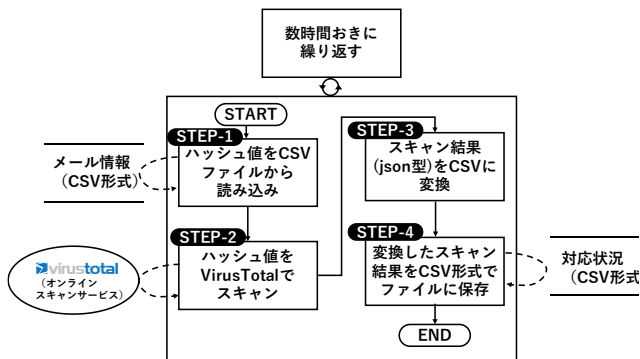 数時間おきに
繰り返す
START
STEP-1
ハッシュ値をCSV
ファイルから
読み込み
メール情報
（CSV形式）
STEP-2
ハッシュ値を
VirusTotalで
スキャン
virustotal
（オンライン
スキャンサービス）
STEP-3
スキャン結果
(json型)をCSVに
変換
STEP-4
変換したスキャン
結果をCSV形式で
ファイルに保存
対応状況
（CSV形式
END